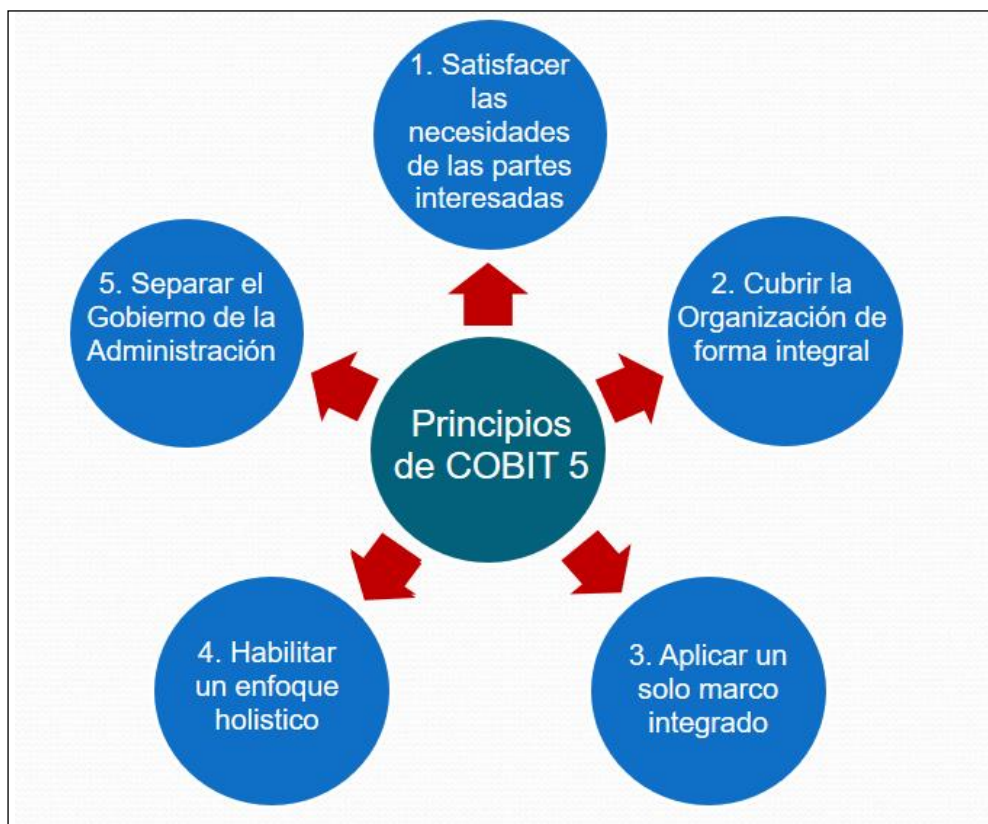 1. Satisfacer
las
necesidades
de las partes
interesadas
5. Separar el
Gobierno de la
Administración
2. Cubrir la
Organización de
forma integral
Principios
de COBIT 5
4. Habilitar
un enfoque
holistico
3. Aplicar un
solo marco
integrado